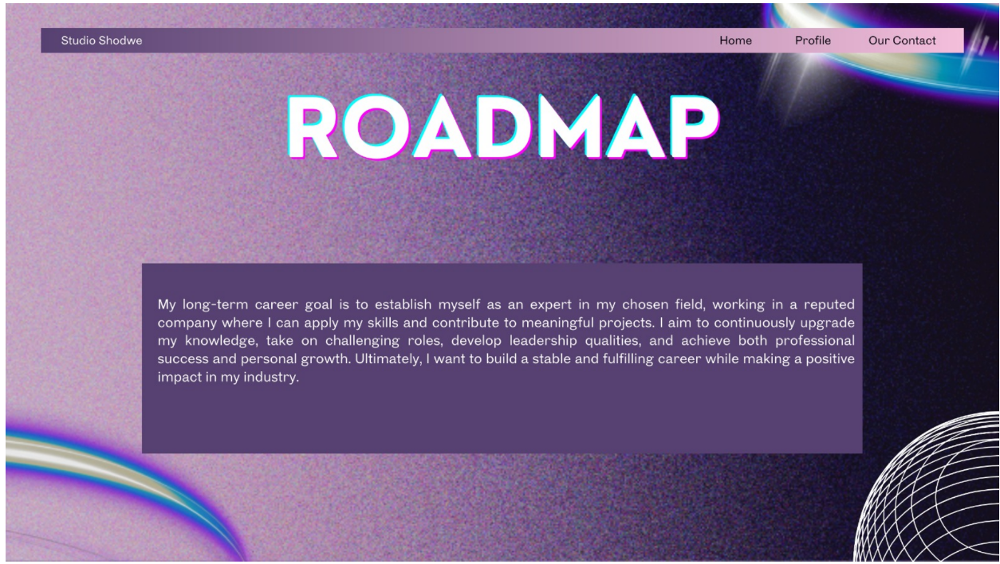 Studio Shodwe Home Profile Our Contact
ROADMAP
My long-term career goal is to establish myself as an expert in my chosen field, working in a reputed
company where I can apply my skills and contribute to meaningful projects. I aim to continuously upgrade
my knowledge, take on challenging roles, develop leadership qualities, and achieve both professional
success and personal growth. Ultimately, I want to build a stable and fulfilling career while making a positive
impact in my industry.